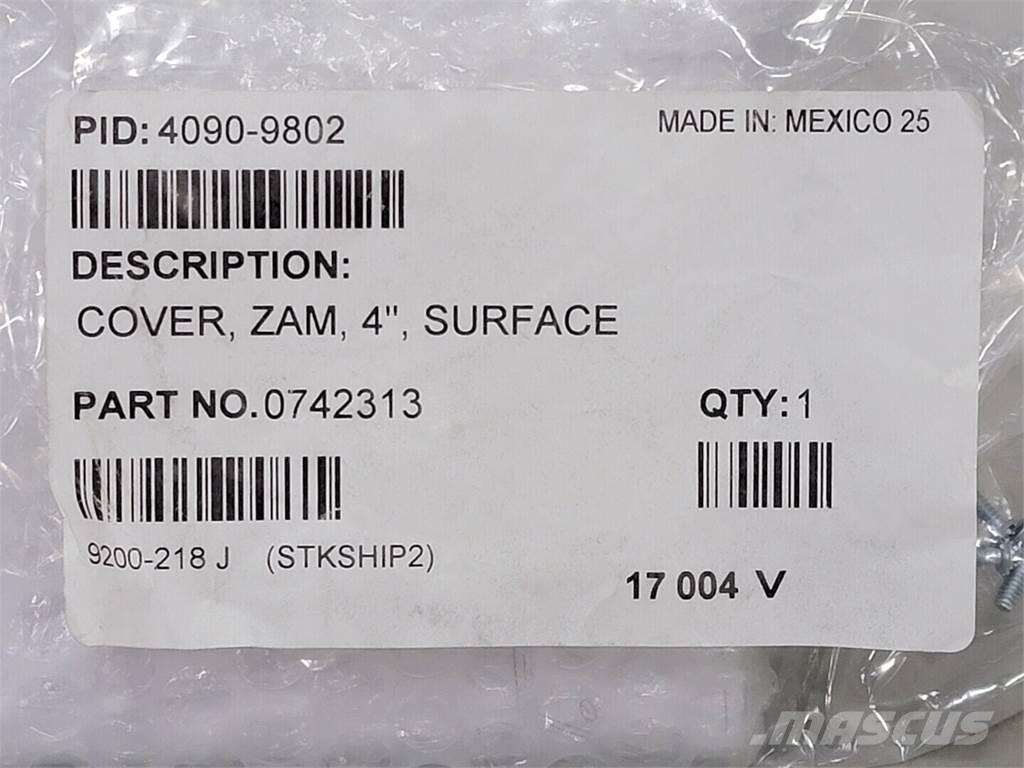 PID: 4090-9802
MADE IN: MEXICO 25
DESCRIPTION:
COVER, ZAM, 4", SURFACE
PART NO. 0742313
QTY: 1
9200-218 J (STKSHIP2)
17 004 V
MASCUS